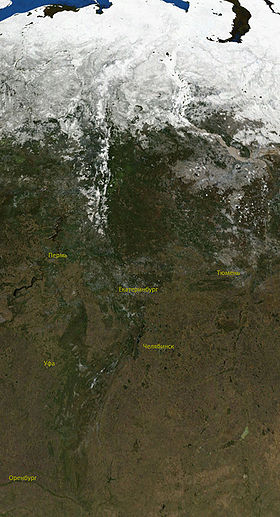 Пермь
Тюмень
Екатеринбург
Челябинск
Уфа
Оренбург